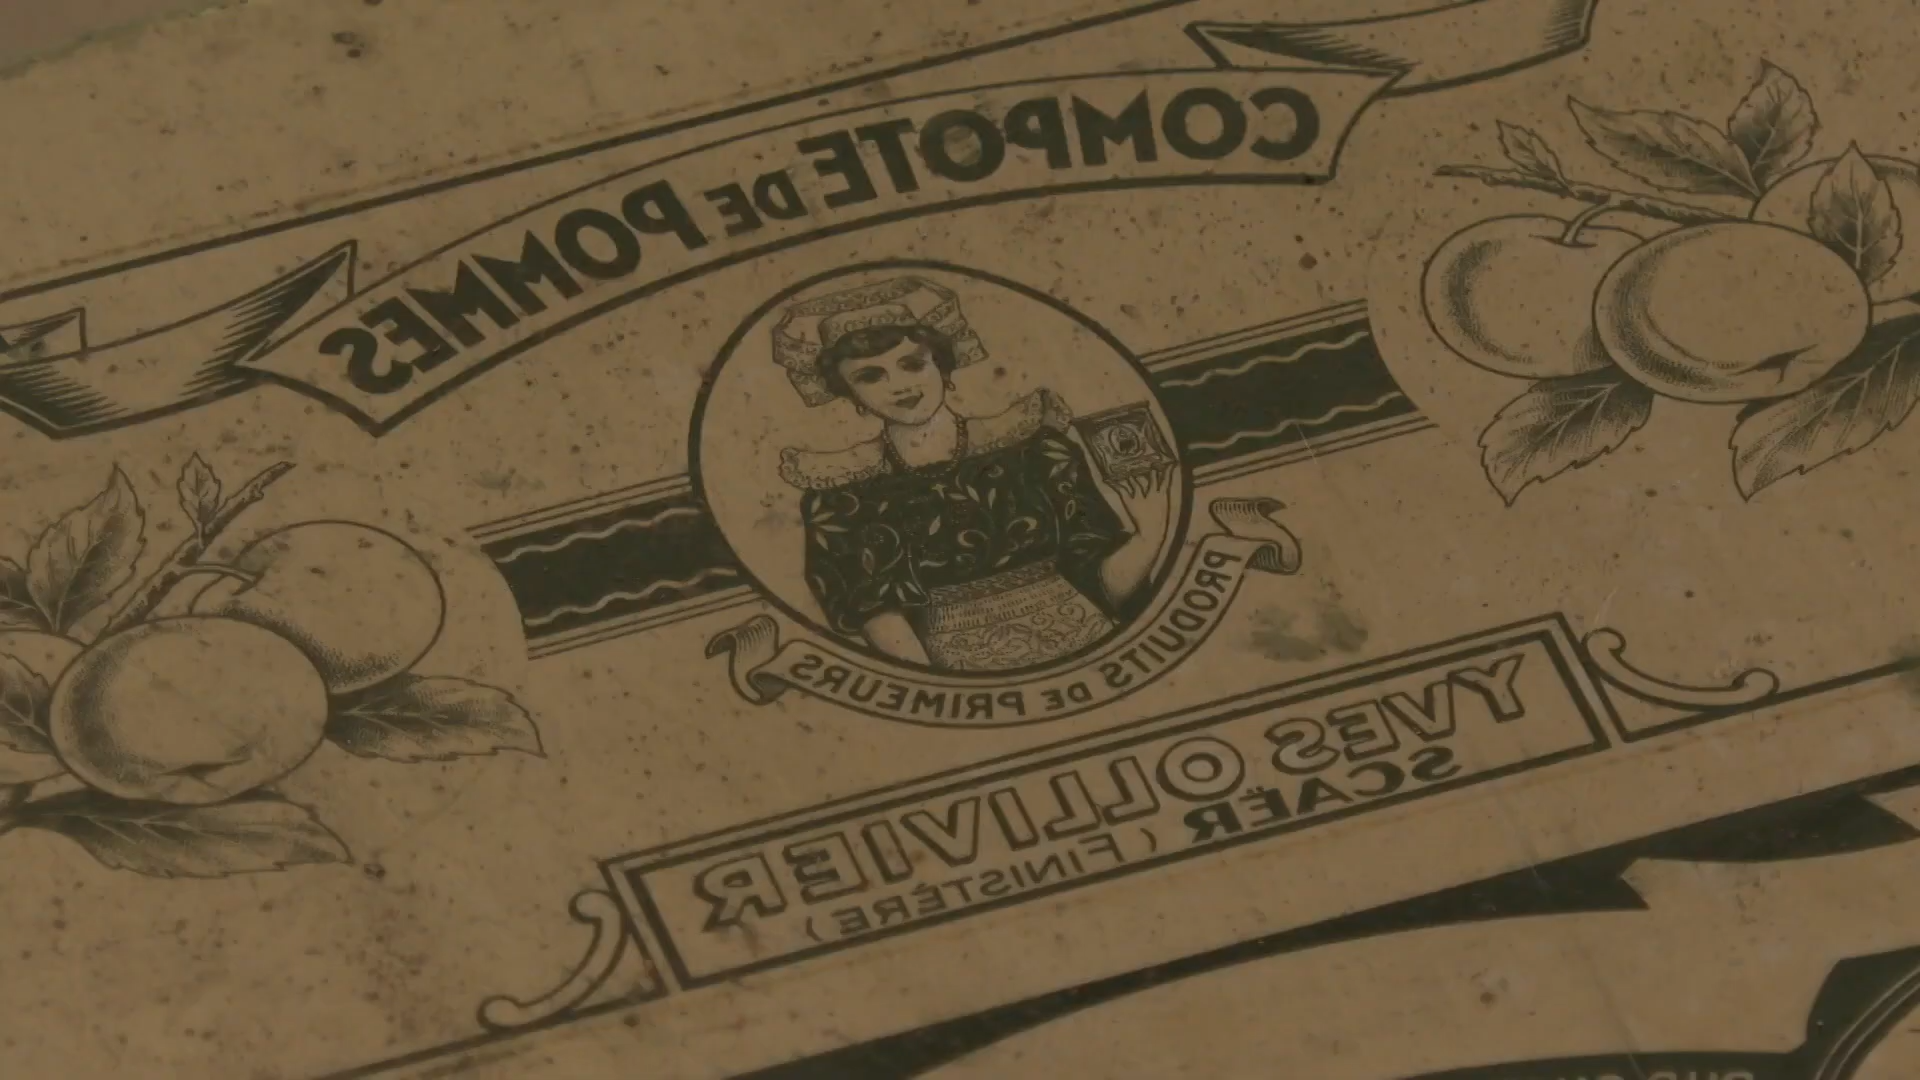 COMPOTE DE POMMES
PRODUITS DE PRIMEURS
YVES OLLIVIER
SCAËR (FINISTÈRE)